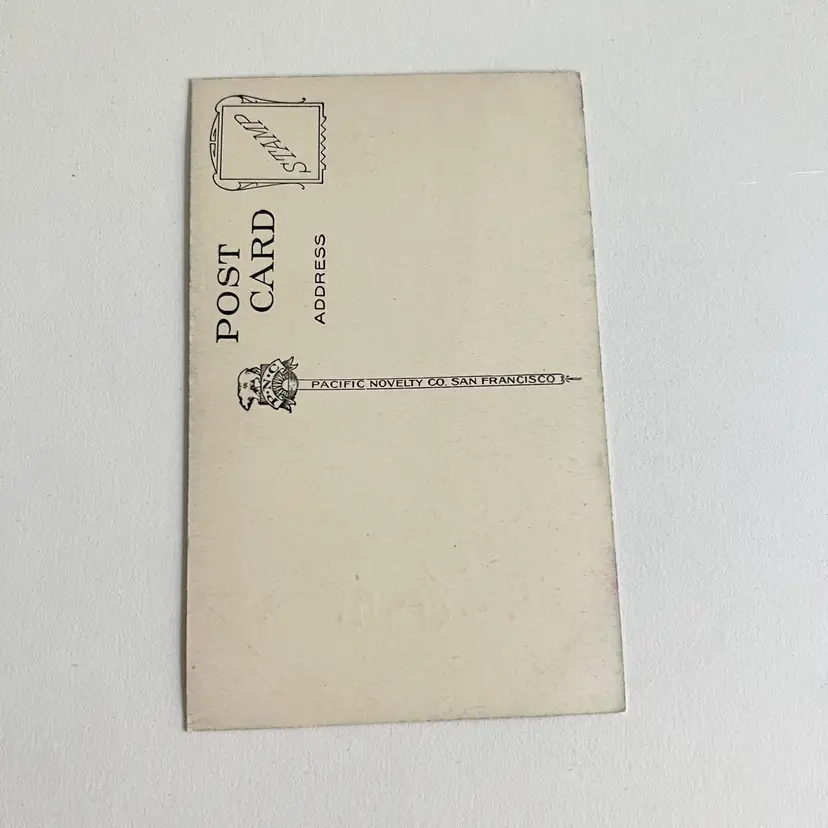 STAMP
POST
CARD
ADDRESS
P.N.C.
PACIFIC NOVELTY CO. SAN FRANCISCO